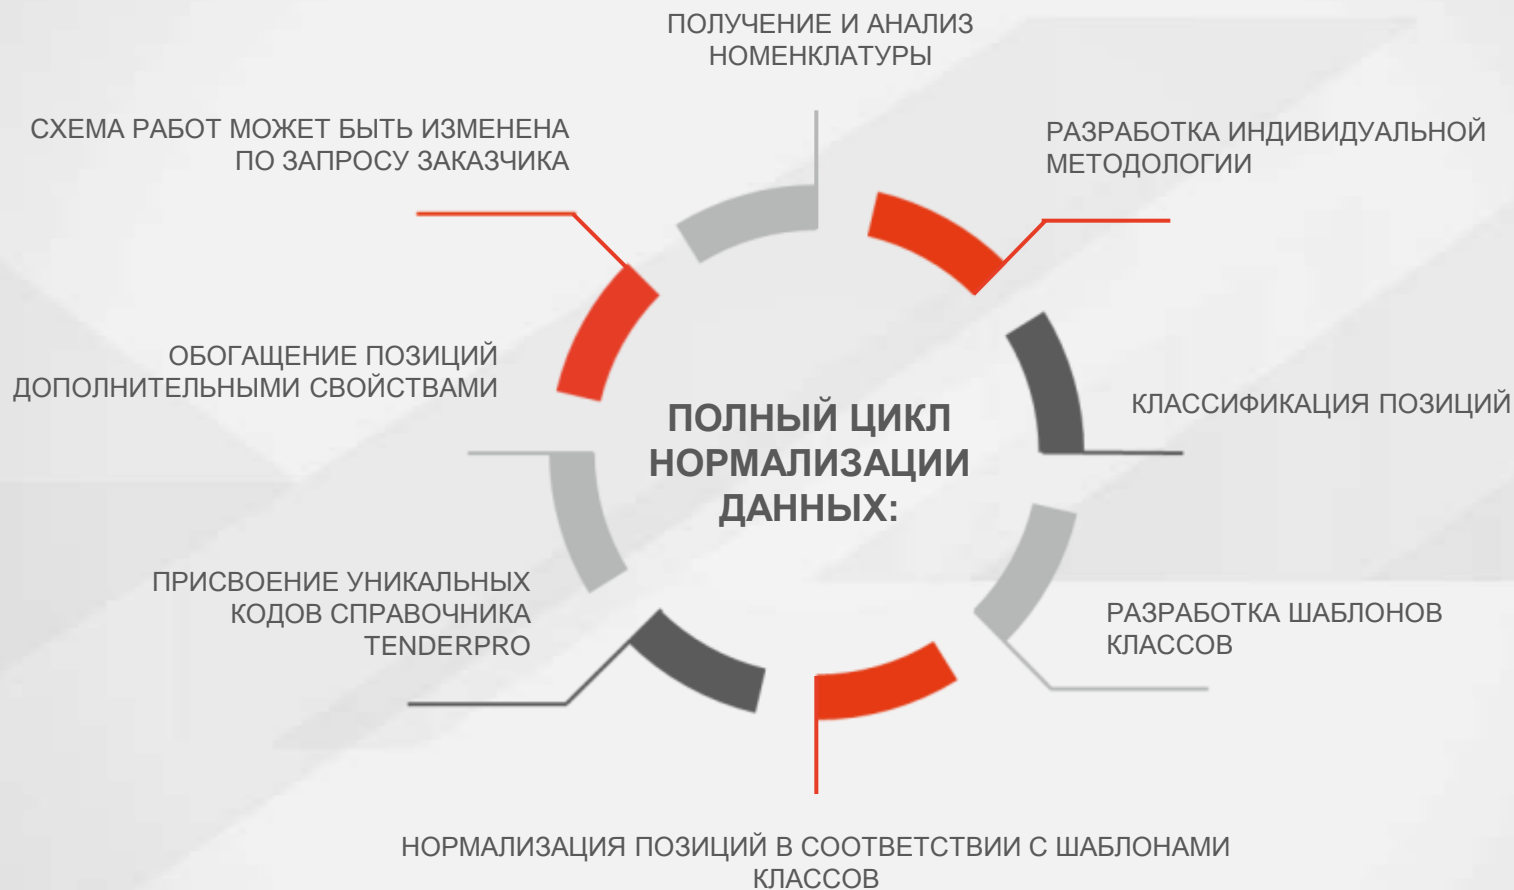 ПОЛУЧЕНИЕ И АНАЛИЗ
НОМЕНКЛАТУРЫ
СХЕМА РАБОТ МОЖЕТ БЫТЬ ИЗМЕНЕНА
ПО ЗАПРОСУ ЗАКАЗЧИКА
РАЗРАБОТКА ИНДИВИДУАЛЬНОЙ
МЕТОДОЛОГИИ
ОБОГАЩЕНИЕ ПОЗИЦИЙ
ДОПОЛНИТЕЛЬНЫМИ СВОЙСТВАМИ
ПОЛНЫЙ ЦИКЛ
НОРМАЛИЗАЦИИ
ДАННЫХ:
КЛАССИФИКАЦИЯ ПОЗИЦИЙ
ПРИСВОЕНИЕ УНИКАЛЬНЫХ
КОДОВ СПРАВОЧНИКА
TENDERPRO
РАЗРАБОТКА ШАБЛОНОВ
КЛАССОВ
НОРМАЛИЗАЦИЯ ПОЗИЦИЙ В СООТВЕТСТВИИ С ШАБЛОНАМИ
КЛАССОВ